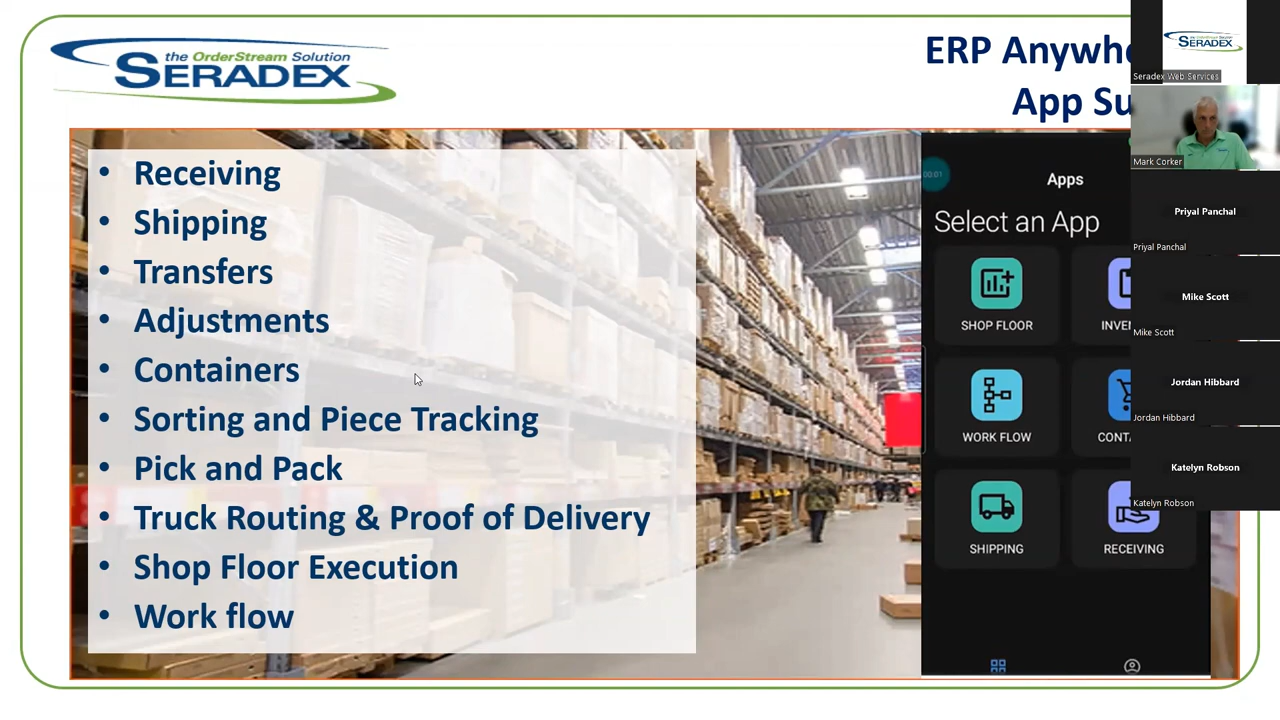 the OrderStream Solution
SERADEX
ERP Anywhe
App Su
• Receiving
• Shipping
• Transfers
• Adjustments
• Containers
• Sorting and Piece Tracking
• Pick and Pack
• Truck Routing & Proof of Delivery
• Shop Floor Execution
• Work flow
00:01
Apps
Select an App
SHOP FLOOR
INVE
WORK FLOW
CONTA
SHIPPING
RECEIVING
SERADEX
Seradex Web Services
Mark Corker
Priyal Panchal
Priyal Panchal
Mike Scott
Mike Scott
Jordan Hibbard
Jordan Hibbard
Katelyn Robson
Katelyn Robson